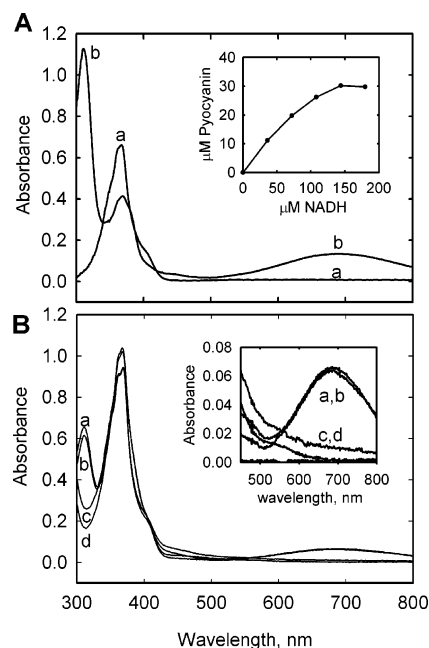 A
1.2
1.0
0.8
0.6
0.4
0.2
0.0
Absorbance
b
a
b
a
40
30
20
10
0
μM Pyocyanin
0 50 100 150 200
μM NADH
B
1.2
1.0
0.8
0.6
0.4
0.2
0.0
Absorbance
a
b
c
d
0.08
0.06
0.04
0.02
0.00
Absorbance
a,b
c,d
500 600 700 800
wavelength, nm
300 400 500 600 700 800
Wavelength, nm